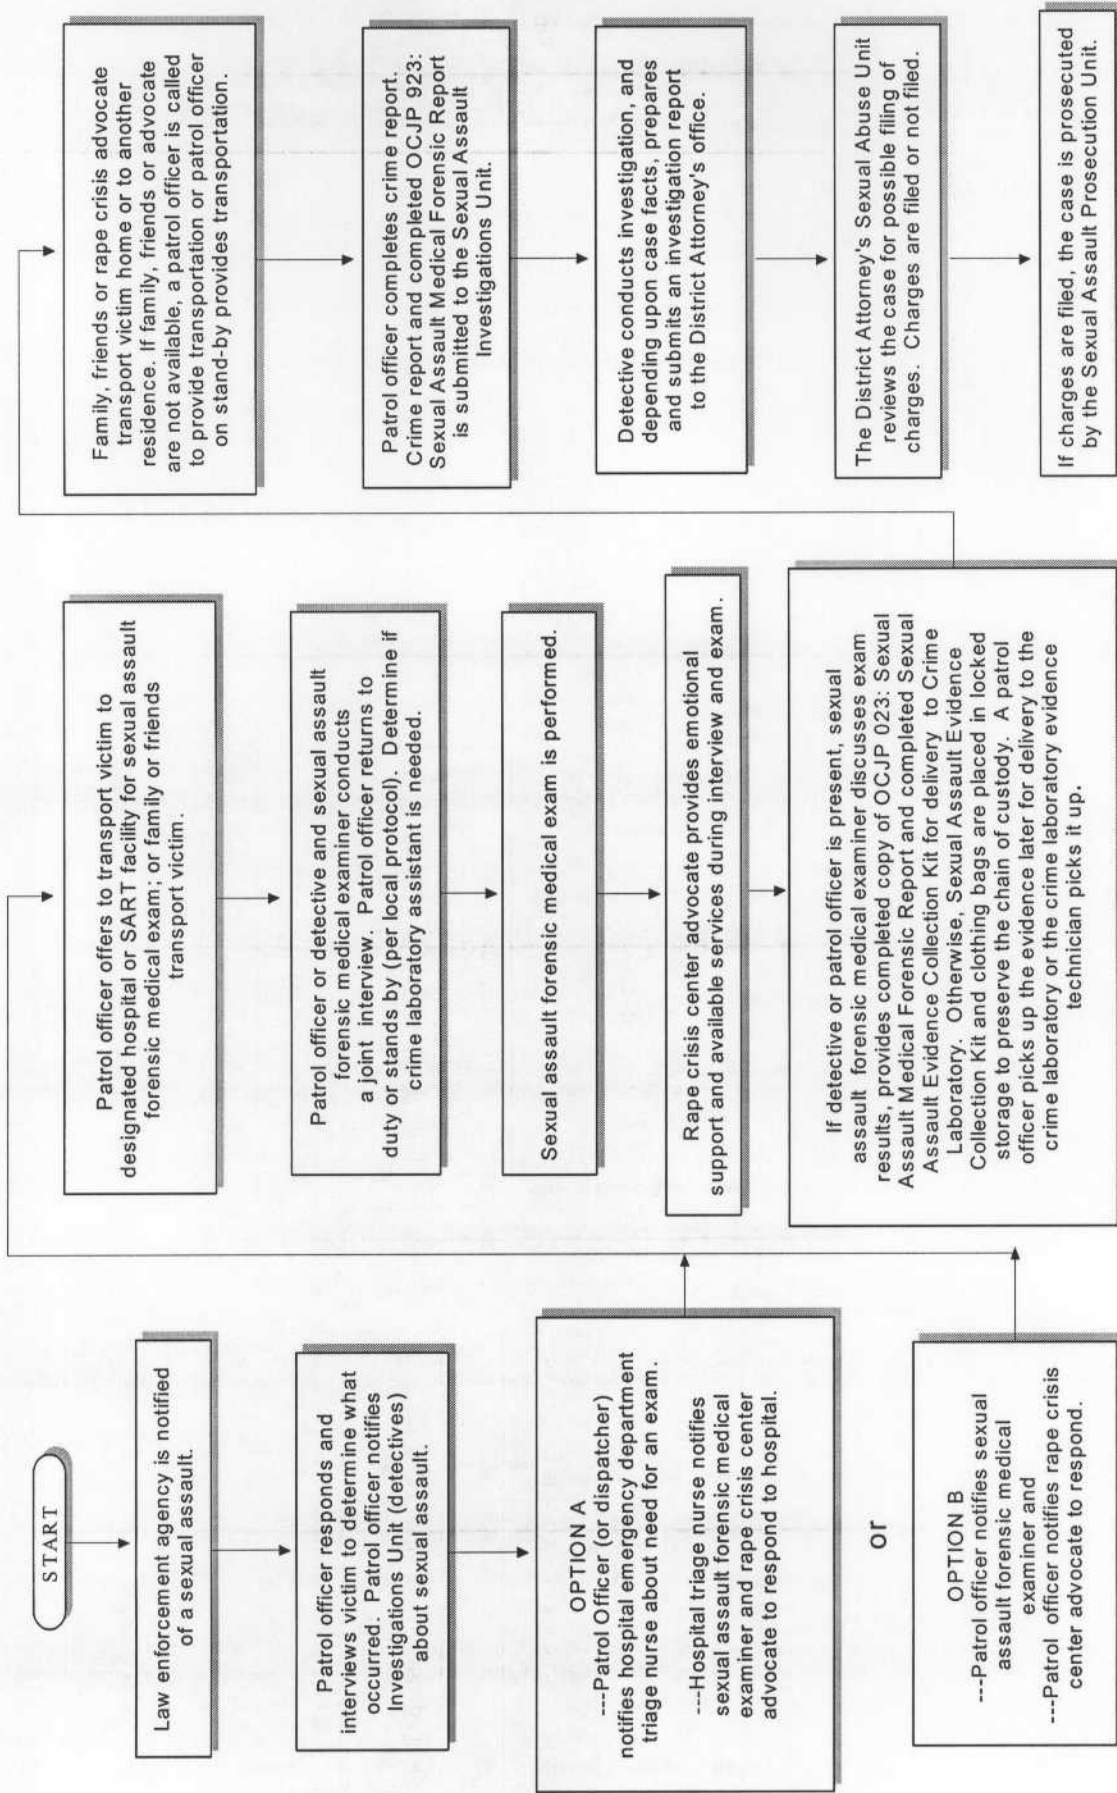 START
Law enforcement agency is notified
of a sexual assault.
Patrol officer responds and
interviews victim to determine what
occurred. Patrol officer notifies
Investigations Unit (detectives)
about sexual assault.
OPTION A
---Patrol Officer (or dispatcher)
notifies hospital emergency department
triage nurse about need for an exam.
---Hospital triage nurse notifies
sexual assault forensic medical
examiner and rape crisis center
advocate to respond to hospital.
or
OPTION B
---Patrol officer notifies sexual
assault forensic medical
examiner and
---Patrol officer notifies rape crisis
center advocate to respond.
Patrol officer offers to transport victim to
designated hospital or SART facility for sexual assault
forensic medical exam; or family or friends
transport victim.
Patrol officer or detective and sexual assault
forensic medical examiner conducts
a joint interview. Patrol officer returns to
duty or stands by (per local protocol). Determine if
crime laboratory assistant is needed.
Sexual assault forensic medical exam is performed.
Rape crisis center advocate provides emotional
support and available services during interview and exam.
If detective or patrol officer is present, sexual
assault forensic medical examiner discusses exam
results, provides completed copy of OCJP 023: Sexual
Assault Medical Forensic Report and completed Sexual
Assault Evidence Collection Kit for delivery to Crime
Laboratory. Otherwise, Sexual Assault Evidence
Collection Kit and clothing bags are placed in locked
storage to preserve the chain of custody. A patrol
officer picks up the evidence later for delivery to the
crime laboratory or the crime laboratory evidence
technician picks it up.
Family, friends or rape crisis advocate
transport victim home or to another
residence. If family, friends or advocate
are not available, a patrol officer is called
to provide transportation or patrol officer
on stand-by provides transportation.
Patrol officer completes crime report.
Crime report and completed OCJP 923:
Sexual Assault Medical Forensic Report
is submitted to the Sexual Assault
Investigations Unit.
Detective conducts investigation, and
depending upon case facts, prepares
and submits an investigation report
to the District Attorney's office.
The District Attorney's Sexual Abuse Unit
reviews the case for possible filing of
charges. Charges are filed or not filed.
If charges are filed, the case is prosecuted
by the Sexual Assault Prosecution Unit.